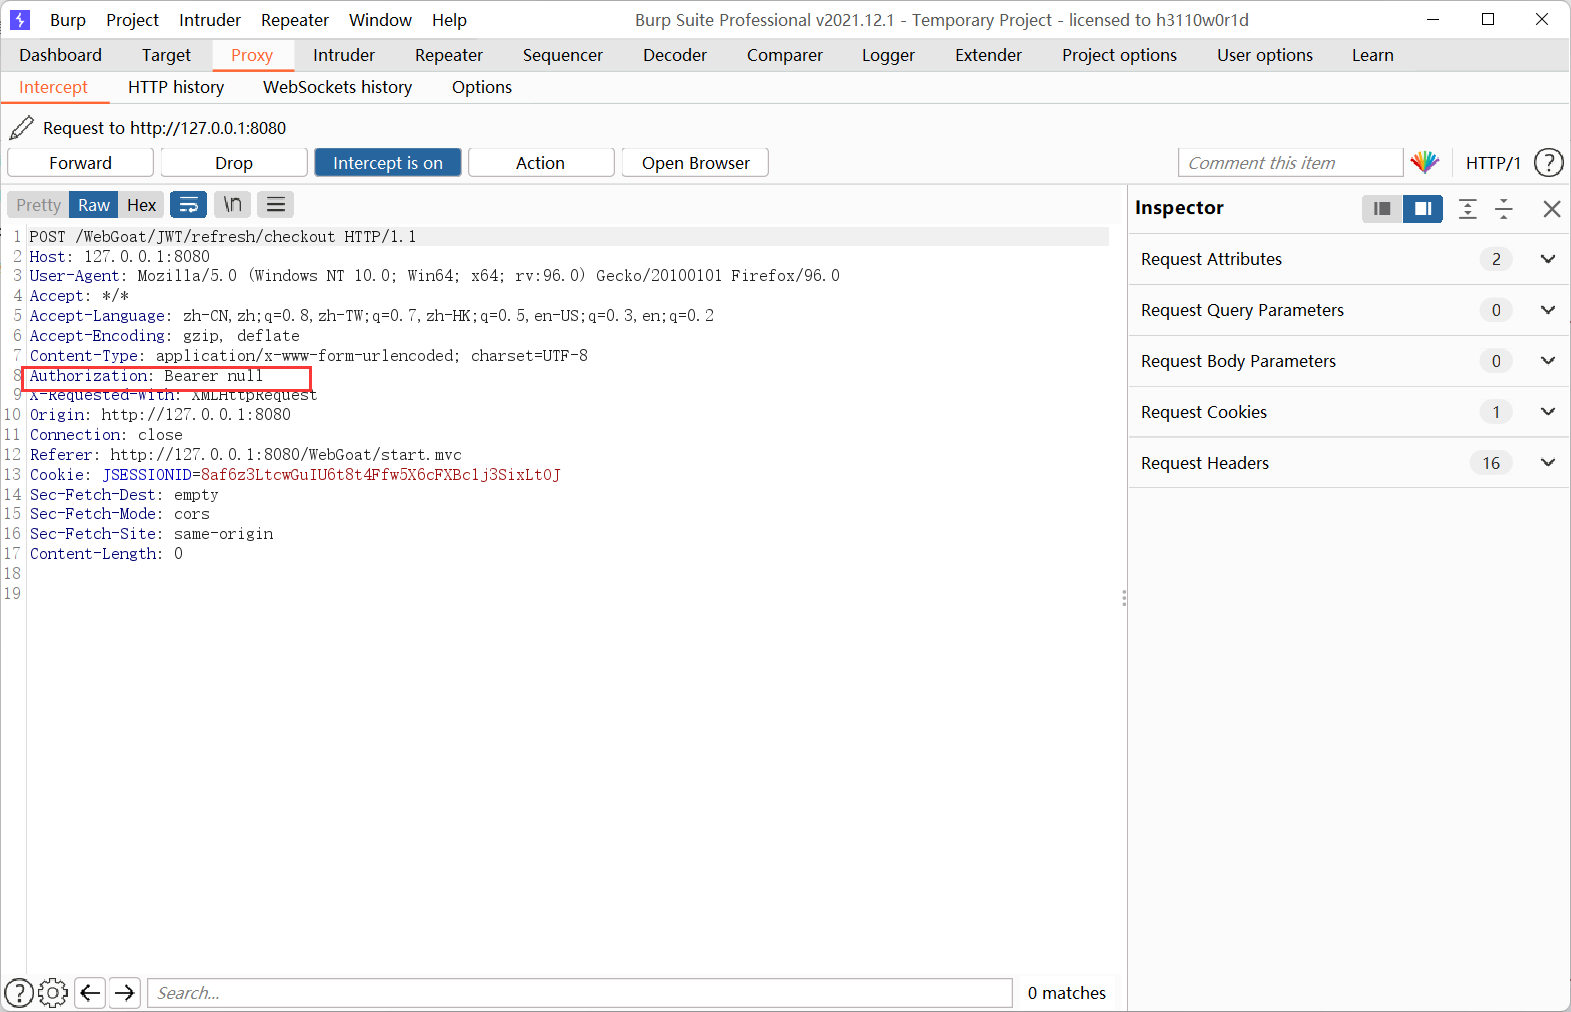 Burp Project Intruder Repeater Window Help Burp Suite Professional v2021.12.1 - Temporary Project - licensed to h3110w0r1d
Dashboard Target Proxy Intruder Repeater Sequencer Decoder Comparer Logger Extender Project options User options Learn
Intercept HTTP history WebSockets history Options
Request to http://127.0.0.1:8080
Forward Drop Intercept is on Action Open Browser Comment this item HTTP/1 ?
Pretty Raw Hex \n
Inspector
1 POST /WebGoat/JWT/refresh/checkout HTTP/1.1
2 Host: 127.0.0.1:8080
3 User-Agent: Mozilla/5.0 (Windows NT 10.0; Win64; x64; rv:96.0) Gecko/20100101 Firefox/96.0
4 Accept: */*
5 Accept-Language: zh-CN,zh;q=0.8,zh-TW;q=0.7,zh-HK;q=0.5,en-US;q=0.3,en;q=0.2
6 Accept-Encoding: gzip, deflate
7 Content-Type: application/x-www-form-urlencoded; charset=UTF-8
8 Authorization: Bearer null
9 X-Requested-With: XMLHttpRequest
10 Origin: http://127.0.0.1:8080
11 Connection: close
12 Referer: http://127.0.0.1:8080/WebGoat/start.mvc
13 Cookie: JSESSIONID=8af6z3LtcwGuIU6t8t4Ffw5X6cFXBc1j3SixLt0J
14 Sec-Fetch-Dest: empty
15 Sec-Fetch-Mode: cors
16 Sec-Fetch-Site: same-origin
17 Content-Length: 0
18
19
Request Attributes 2
Request Query Parameters 0
Request Body Parameters 0
Request Cookies 1
Request Headers 16
? Search... 0 matches